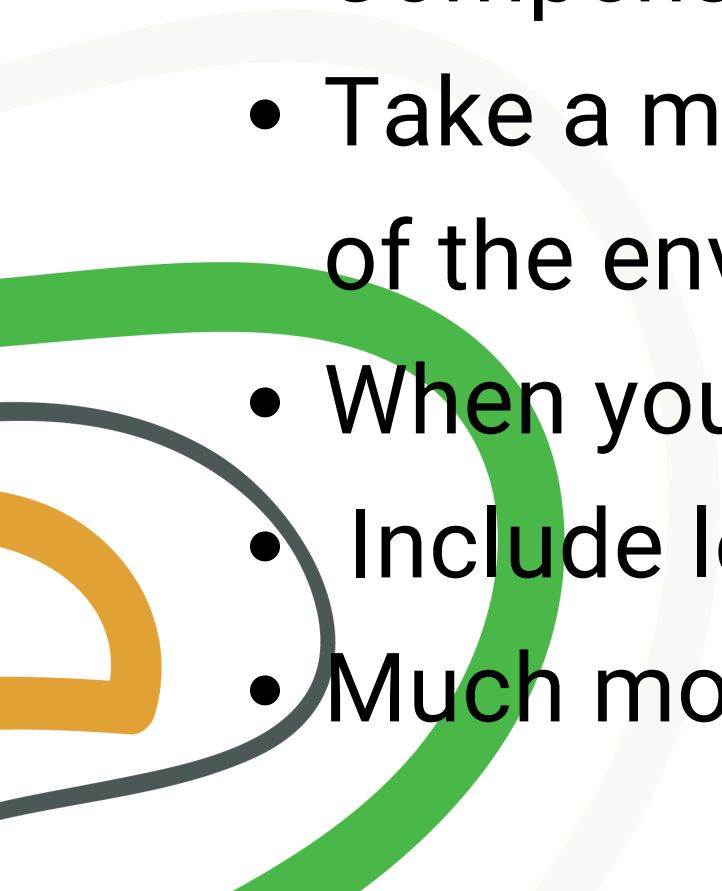 • Take a m
of the env
• When you
• Include l
• Much mo